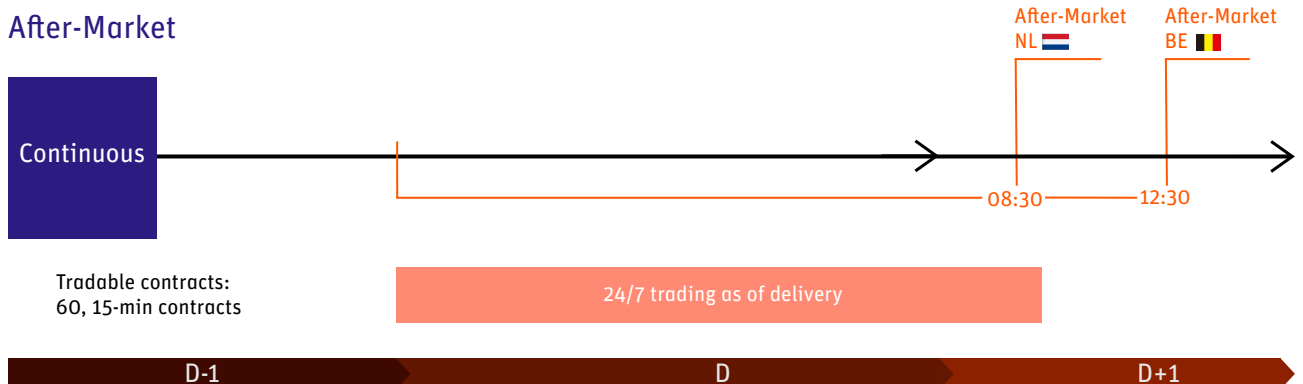 After-Market
After-Market
NL
After-Market
BE
Continuous
08:30
12:30
Tradable contracts:
60, 15-min contracts
24/7 trading as of delivery
D-1
D
D+1